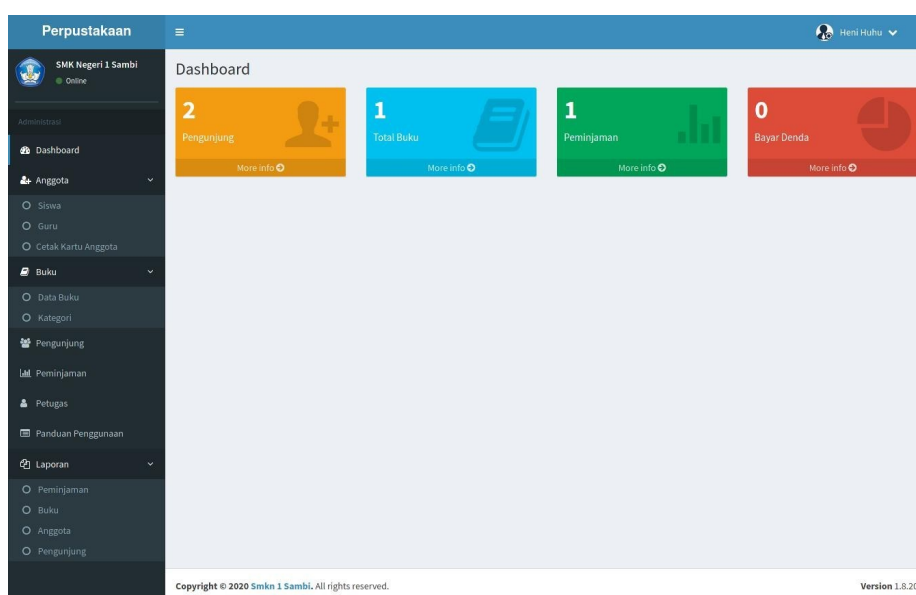 Perpustakaan
Heni Huhu
SMK Negeri 1 Sambi
Online
Administrasi
Dashboard
Anggota
Siswa
Guru
Cetak Kartu Anggota
Buku
Data Buku
Kategori
Pengunjung
Peminjaman
Petugas
Panduan Penggunaan
Laporan
Peminjaman
Buku
Anggota
Pengunjung
Dashboard
2
Pengunjung
More info
1
Total Buku
More info
1
Peminjaman
More info
0
Bayar Denda
More info
Copyright © 2020 Smkn 1 Sambi. All rights reserved.
Version 1.8.20